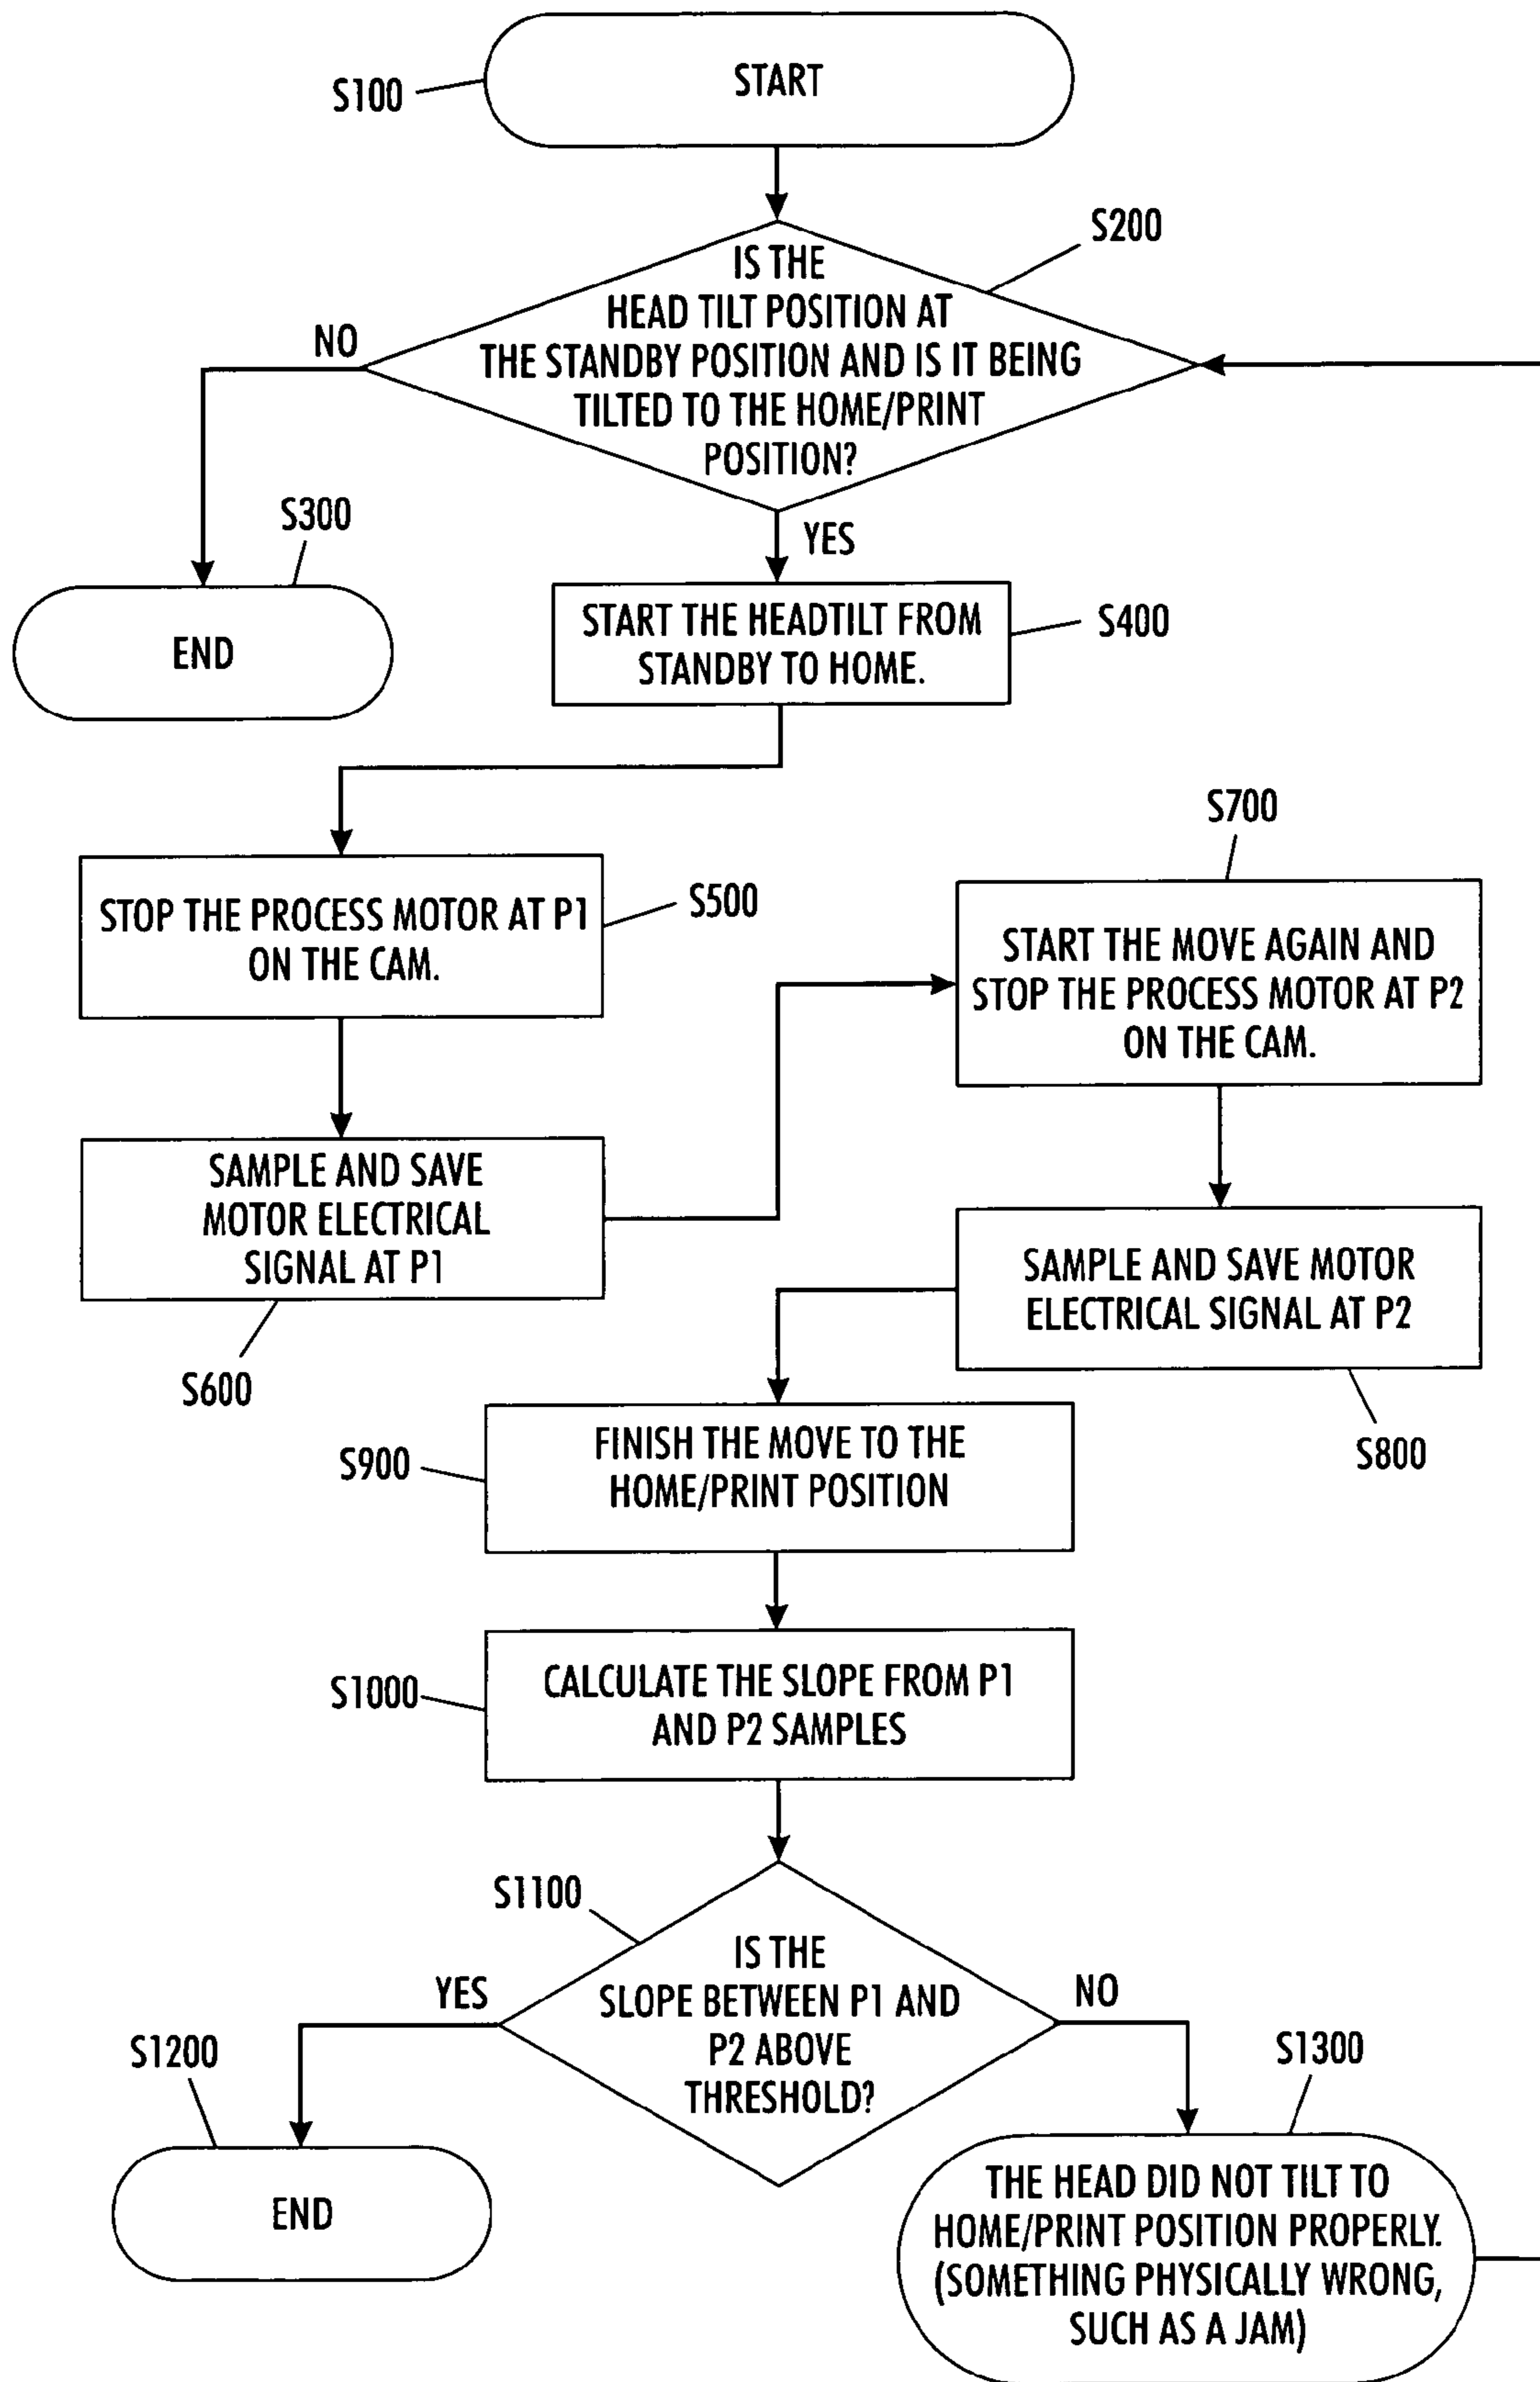 START
S100
S200
IS THE
HEAD TILT POSITION AT
THE STANDBY POSITION AND IS IT BEING
TILTED TO THE HOME/PRINT
POSITION?
NO
S300
YES
END
START THE HEADTILT FROM
STANDBY TO HOME.
S400
S700
STOP THE PROCESS MOTOR AT P1
ON THE CAM.
S500
START THE MOVE AGAIN AND
STOP THE PROCESS MOTOR AT P2
ON THE CAM.
SAMPLE AND SAVE
MOTOR ELECTRICAL
SIGNAL AT P1
S600
SAMPLE AND SAVE MOTOR
ELECTRICAL SIGNAL AT P2
S800
S900
FINISH THE MOVE TO THE
HOME/PRINT POSITION
S1000
CALCULATE THE SLOPE FROM P1
AND P2 SAMPLES
S1100
IS THE
SLOPE BETWEEN P1 AND
P2 ABOVE
THRESHOLD?
YES
NO
S1200
S1300
END
THE HEAD DID NOT TILT TO
HOME/PRINT POSITION PROPERLY.
(SOMETHING PHYSICALLY WRONG,
SUCH AS A JAM)